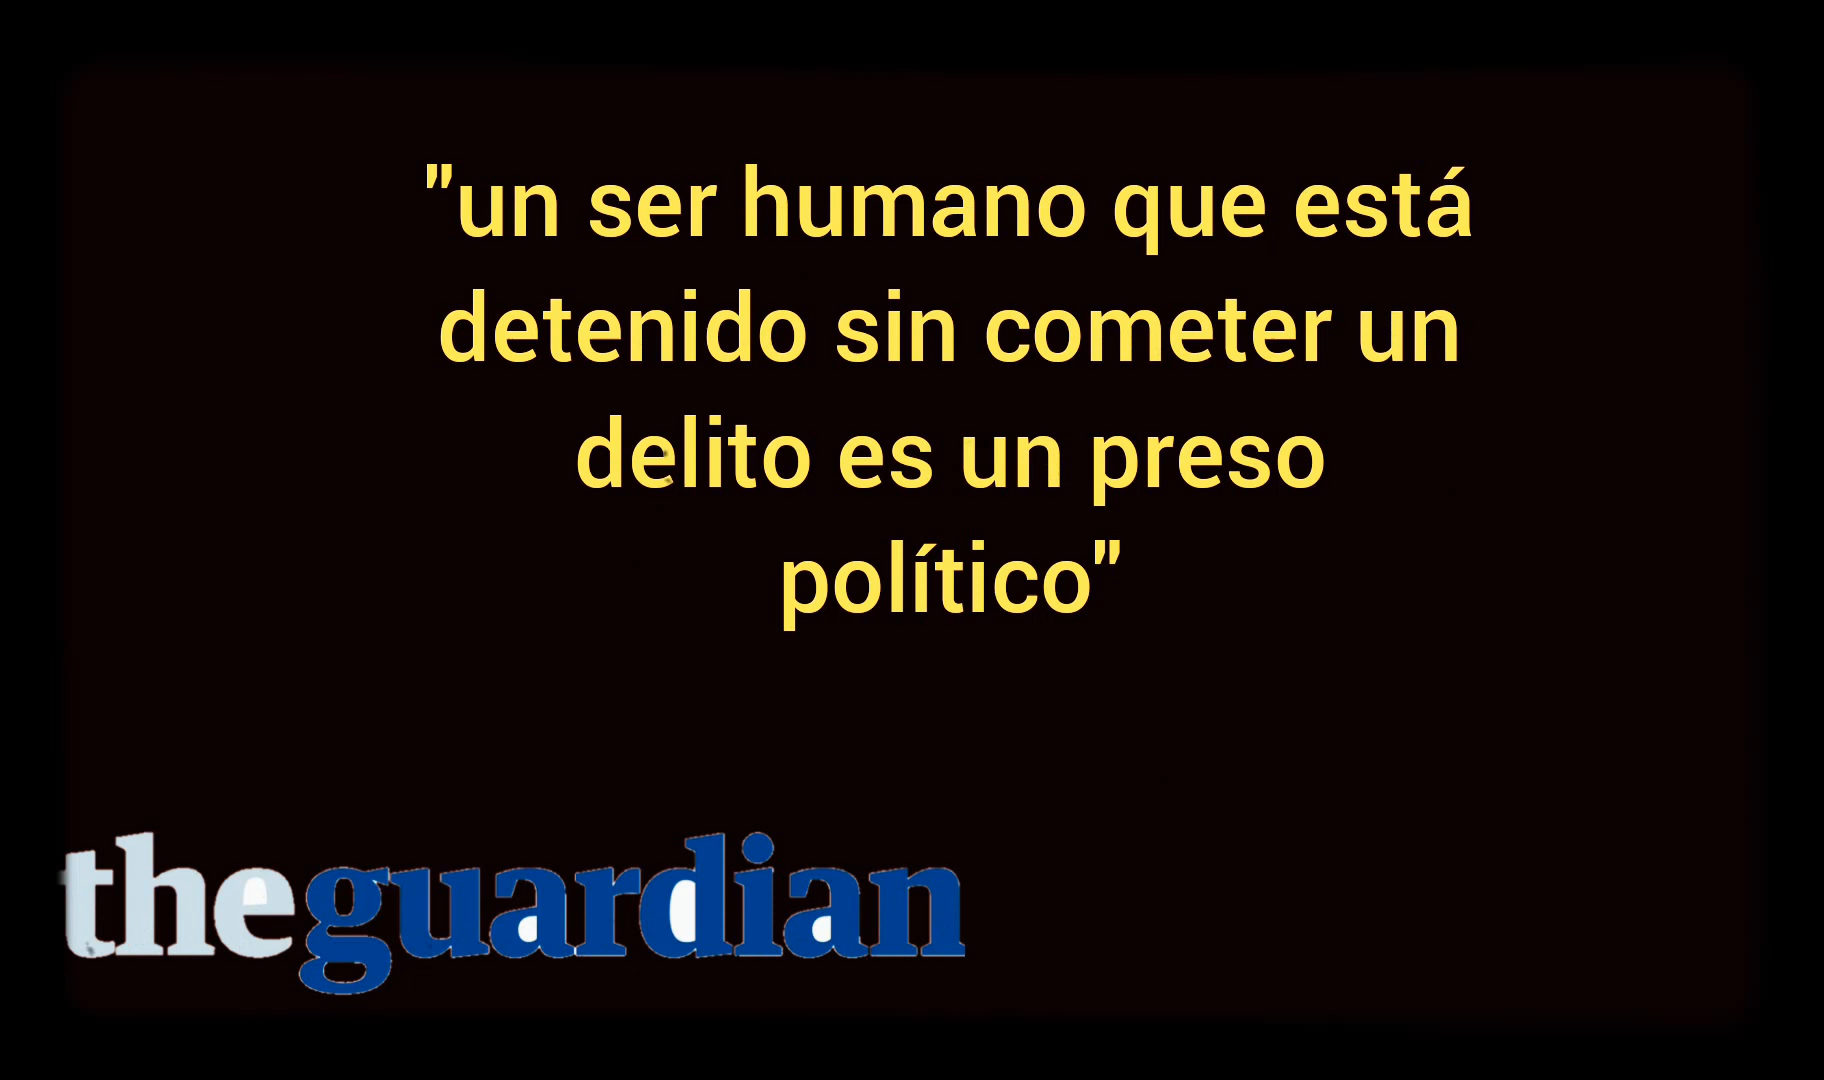 "un ser humano que está
detenido sin cometer un
delito es un preso
político"
theguardian